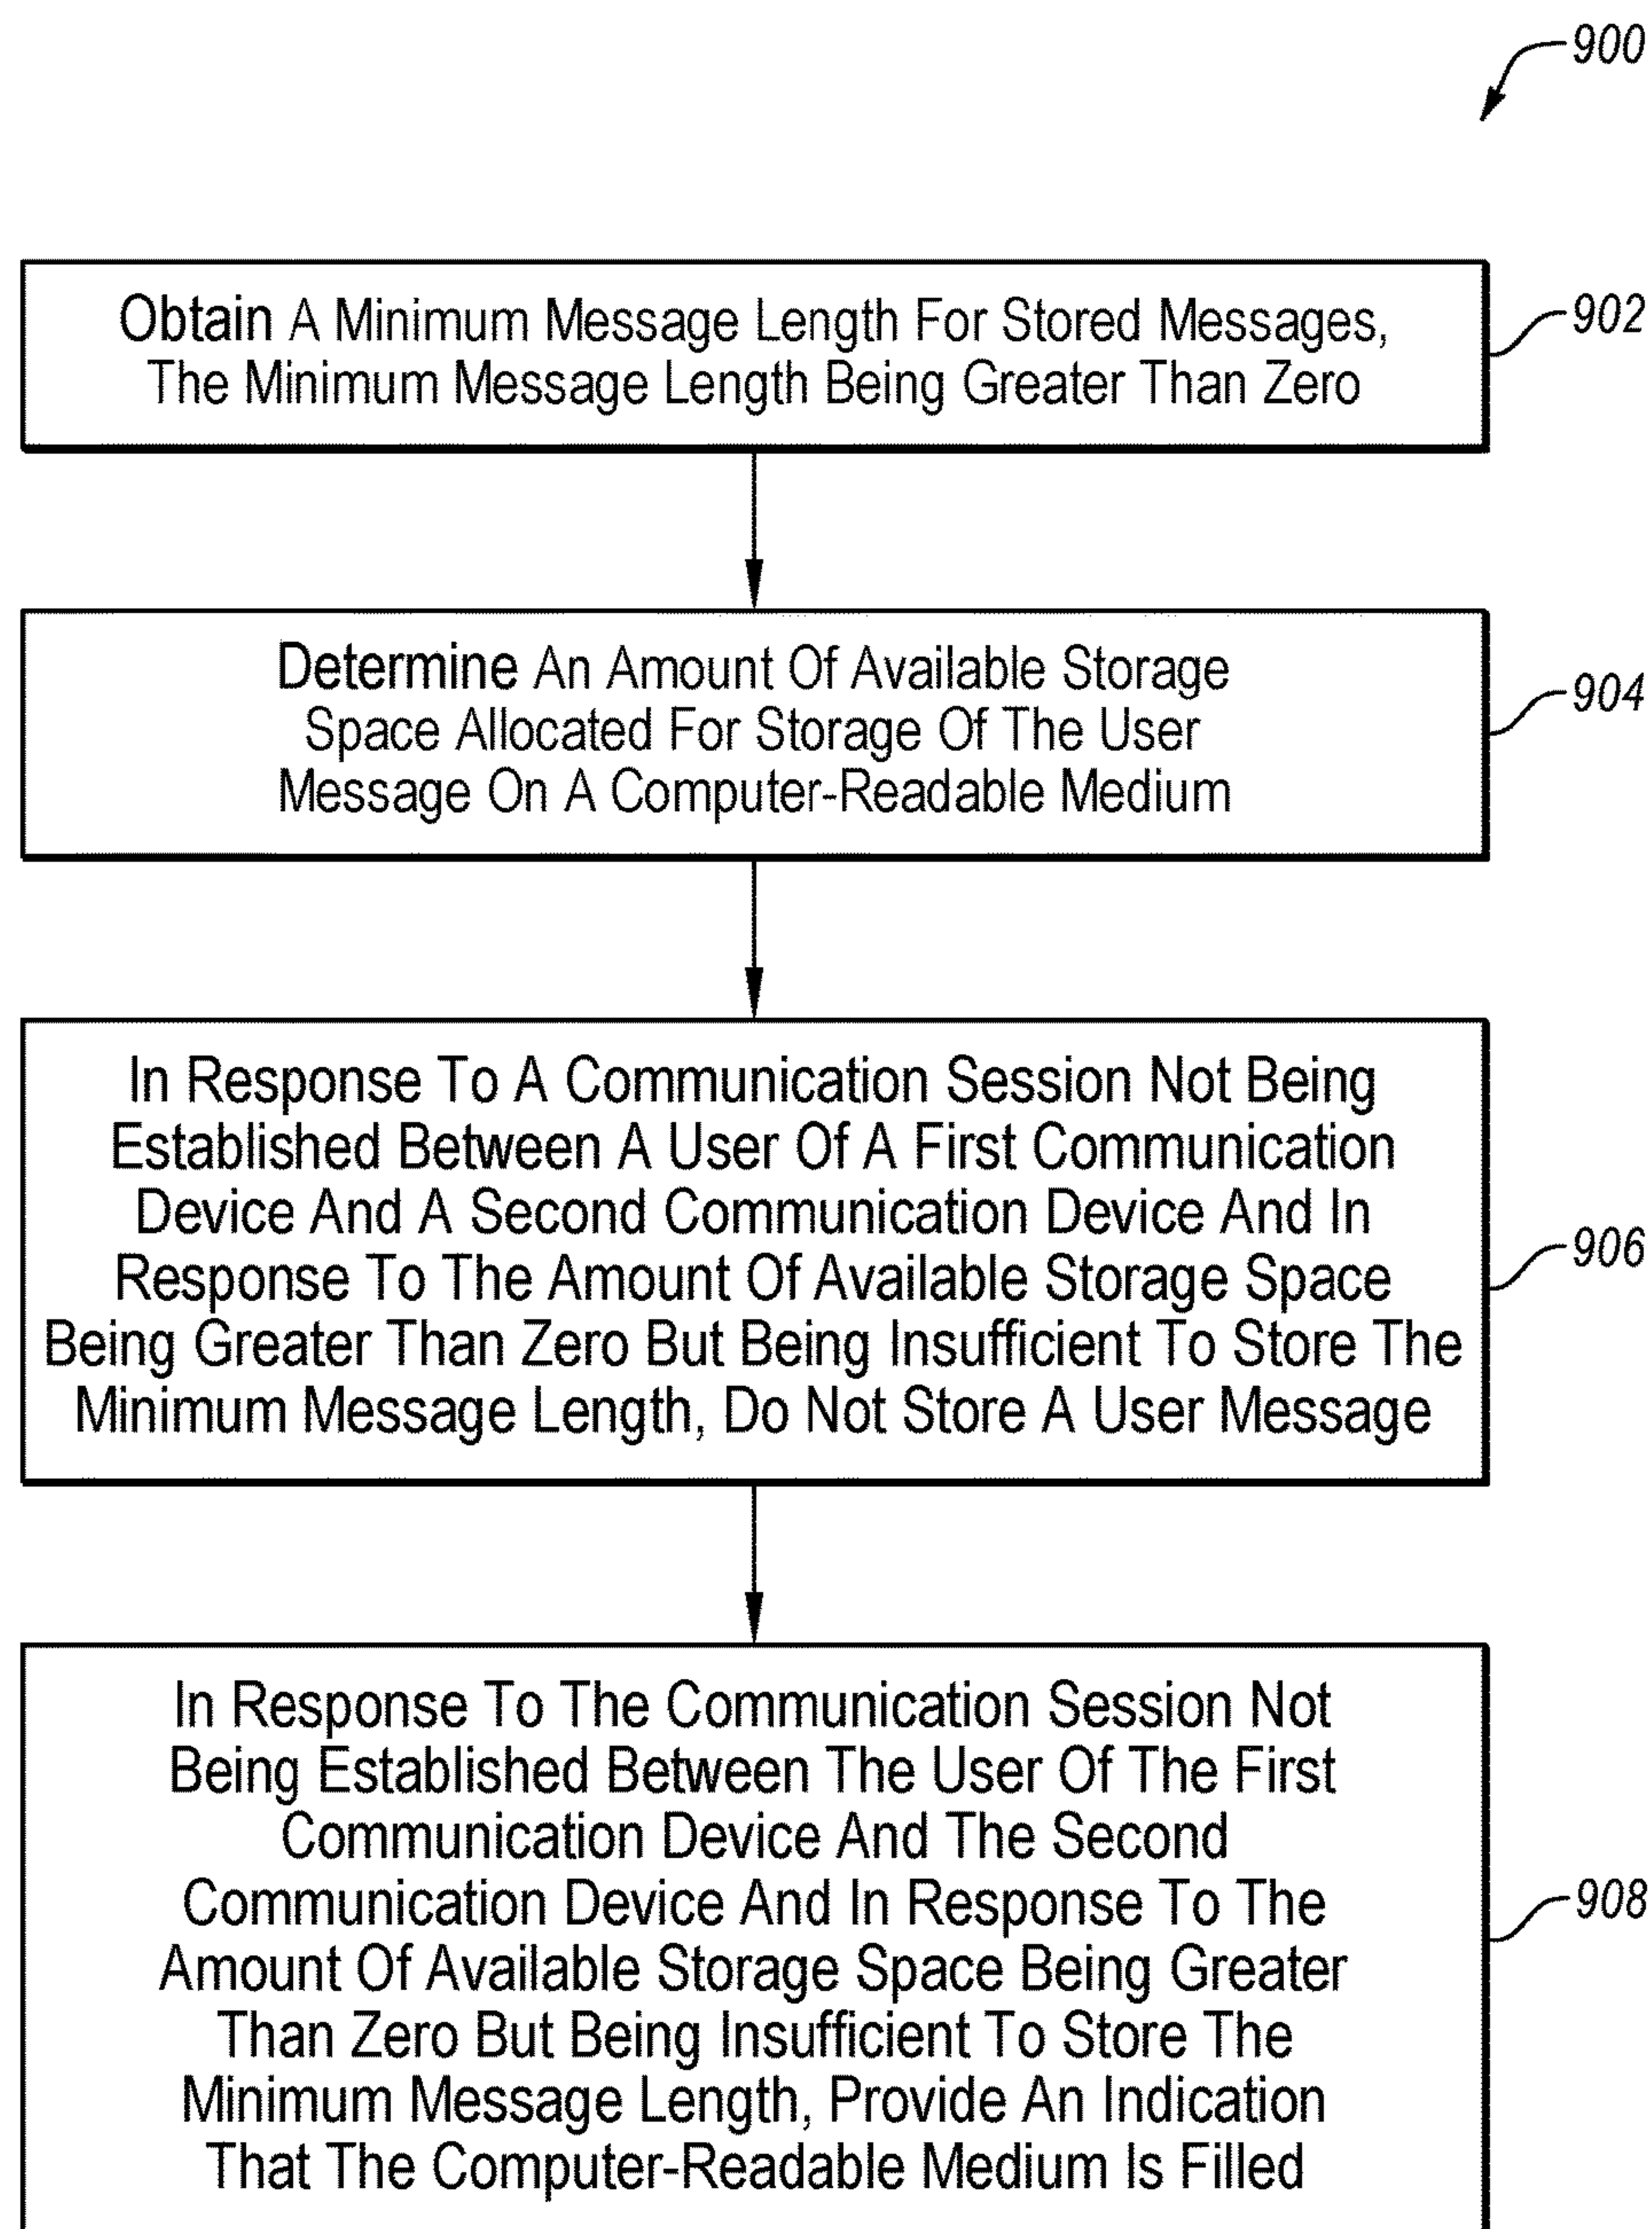 900
Obtain A Minimum Message Length For Stored Messages,
The Minimum Message Length Being Greater Than Zero
902
Determine An Amount Of Available Storage
Space Allocated For Storage Of The User
Message On A Computer-Readable Medium
904
In Response To A Communication Session Not Being
Established Between A User Of A First Communication
Device And A Second Communication Device And In
Response To The Amount Of Available Storage Space
Being Greater Than Zero But Being Insufficient To Store The
Minimum Message Length, Do Not Store A User Message
906
In Response To The Communication Session Not
Being Established Between The User Of The First
Communication Device And The Second
Communication Device And In Response To The
Amount Of Available Storage Space Being Greater
Than Zero But Being Insufficient To Store The
Minimum Message Length, Provide An Indication
That The Computer-Readable Medium Is Filled
908